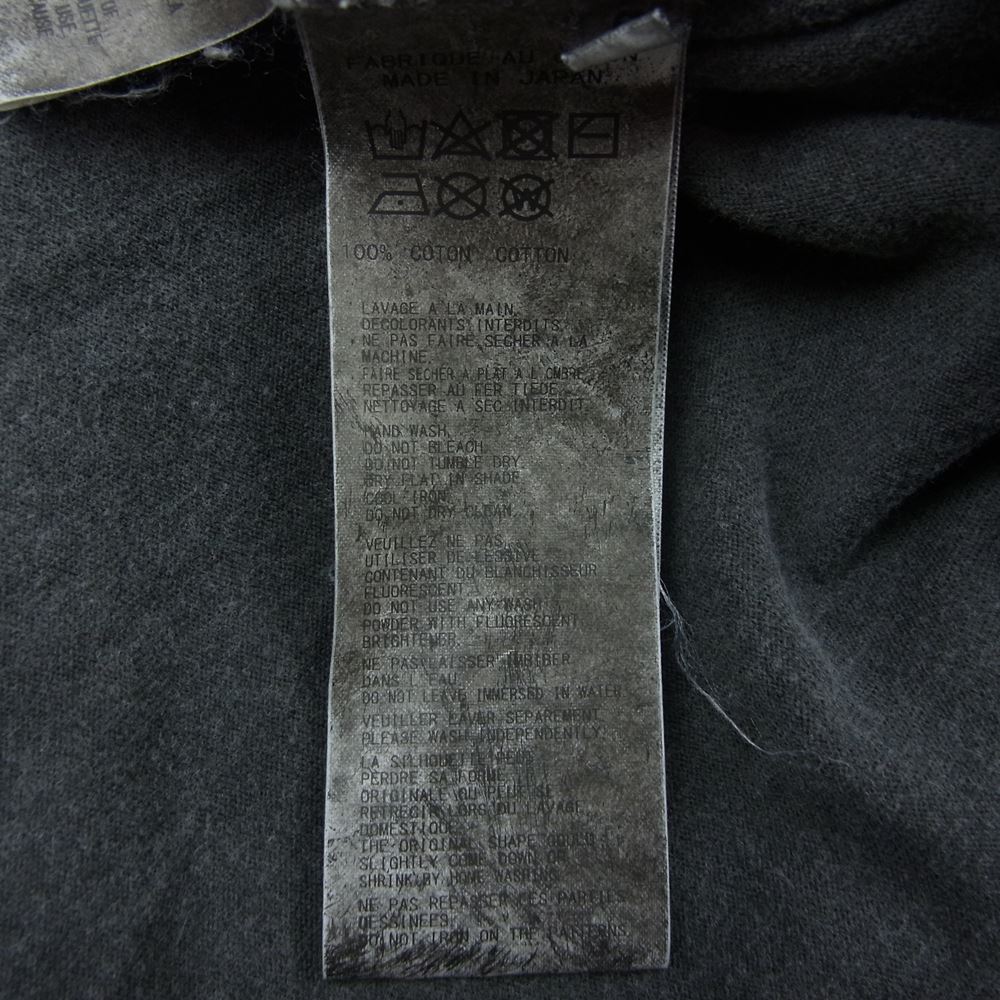 FABRIQUE AU
MADE IN JAPAN
W
100% COTON COTTON
LAVAGE A LA MAIN.
DECOLORANTS INTERDITS.
NE PAS FAIRE SECHER A LA
MACHINE.
FAIRE SECHER A PLAT A L OMBRE
REPASSER AU FER TIEDE.
NETTOYAGE A SEC INTERDIT.
HAND WASH.
DO NOT BLEACH.
DO NOT TUMBLE DRY.
DRY FLAT IN SHADE.
COOL IRON.
DO NOT DRY CLEAN.
VEUILLEZ NE PAS
UTILISER DE LESSIVE
CONTENANT DU BLANCHISSEUR
FLUORESCENT.
DO NOT USE ANY WASH
POWDER WITH FLUORESCENT
BRIGHTENER.
NE PAS LAISSER IMBIBER
DANS L'EAU.
DO NOT LEAVE IMMERSED IN WATER
VEUILLER LAVER SEPAREMENT
PLEASE WASH INDEPENDENTLY.
LA SILHOUETTE PEUT
PERDRE SA FORME
ORIGINALE OU PEUT SE
RETRECIR LORS DU LAVAGE
DOMESTIQUE.
THE ORIGINAL SHAPE COULD
SLIGHTLY COME DOWN OR
SHRINK BY HOME WASHING.
NE PAS REPASSER CES PARTIES
DESSINEES.
DO NOT IRON ON THE PATTERNS.